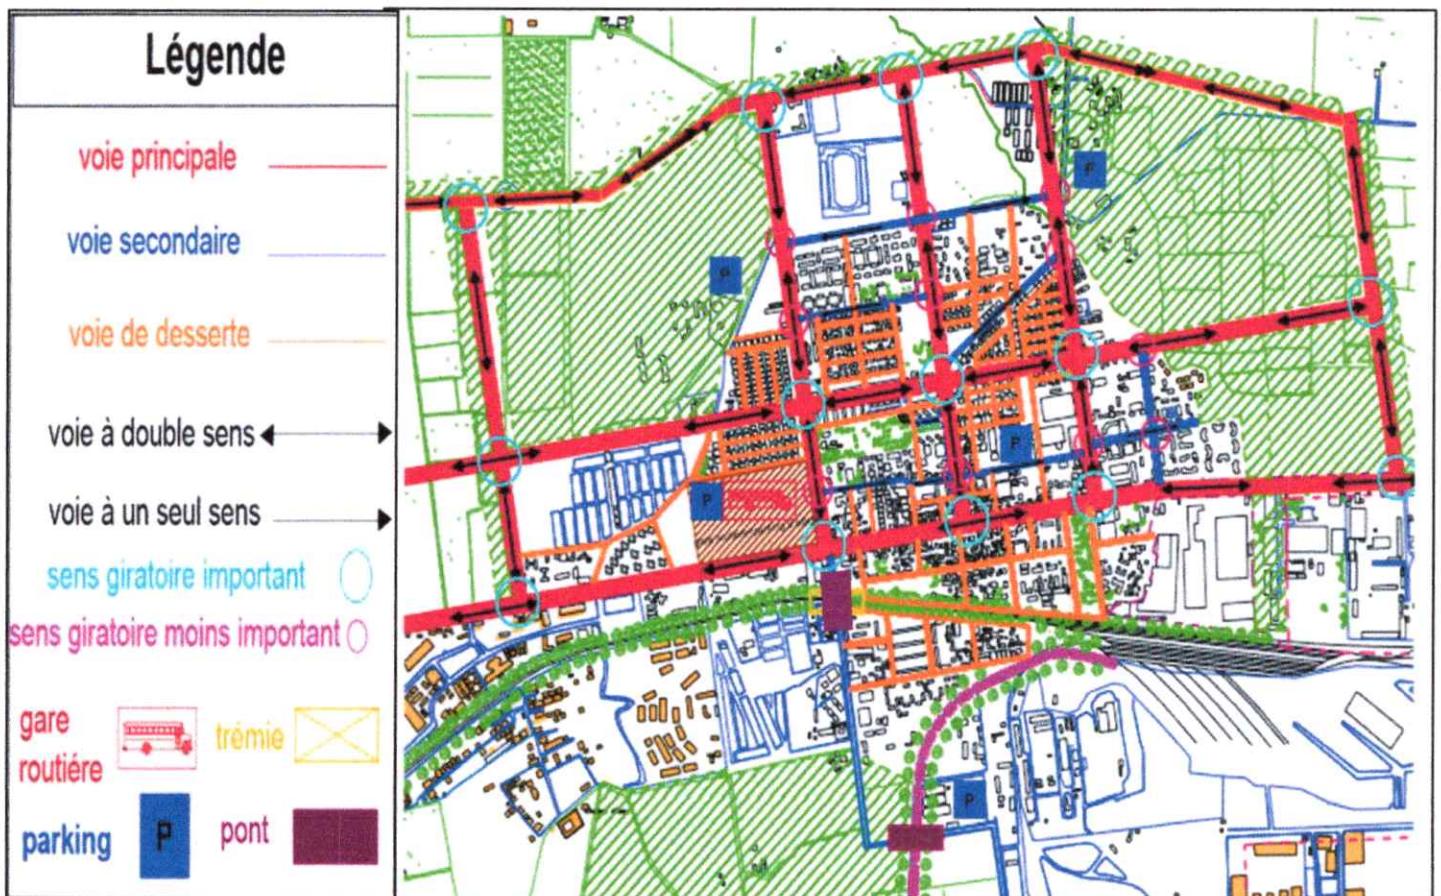 Légende
voie principale
voie secondaire
voie de desserte
voie à double sens
voie à un seul sens
sens giratoire important
sens giratoire moins important
gare
routiére
trémie
parking
P
pont
P
P
P
P
P